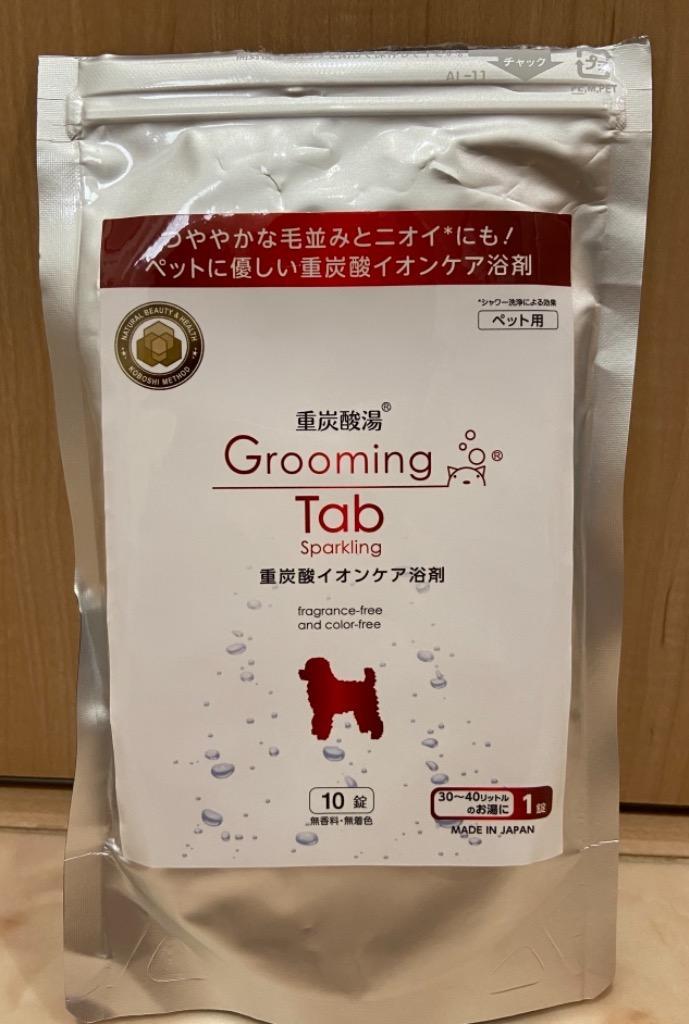 チャック
AL-11
プラ
PE,M,PET
つややかな毛並みとニオイ*にも!
ペットに優しい重炭酸イオンケア浴剤
*シャワー洗浄による効果
ペット用
NATURAL BEAUTY & HEALTH
KOBOSHI METHOD
重炭酸湯®
Grooming ®
Tab
Sparkling
重炭酸イオンケア浴剤
fragrance-free
and color-free
10 錠
無香料・無着色
30〜40リットル
のお湯に 1錠
MADE IN JAPAN